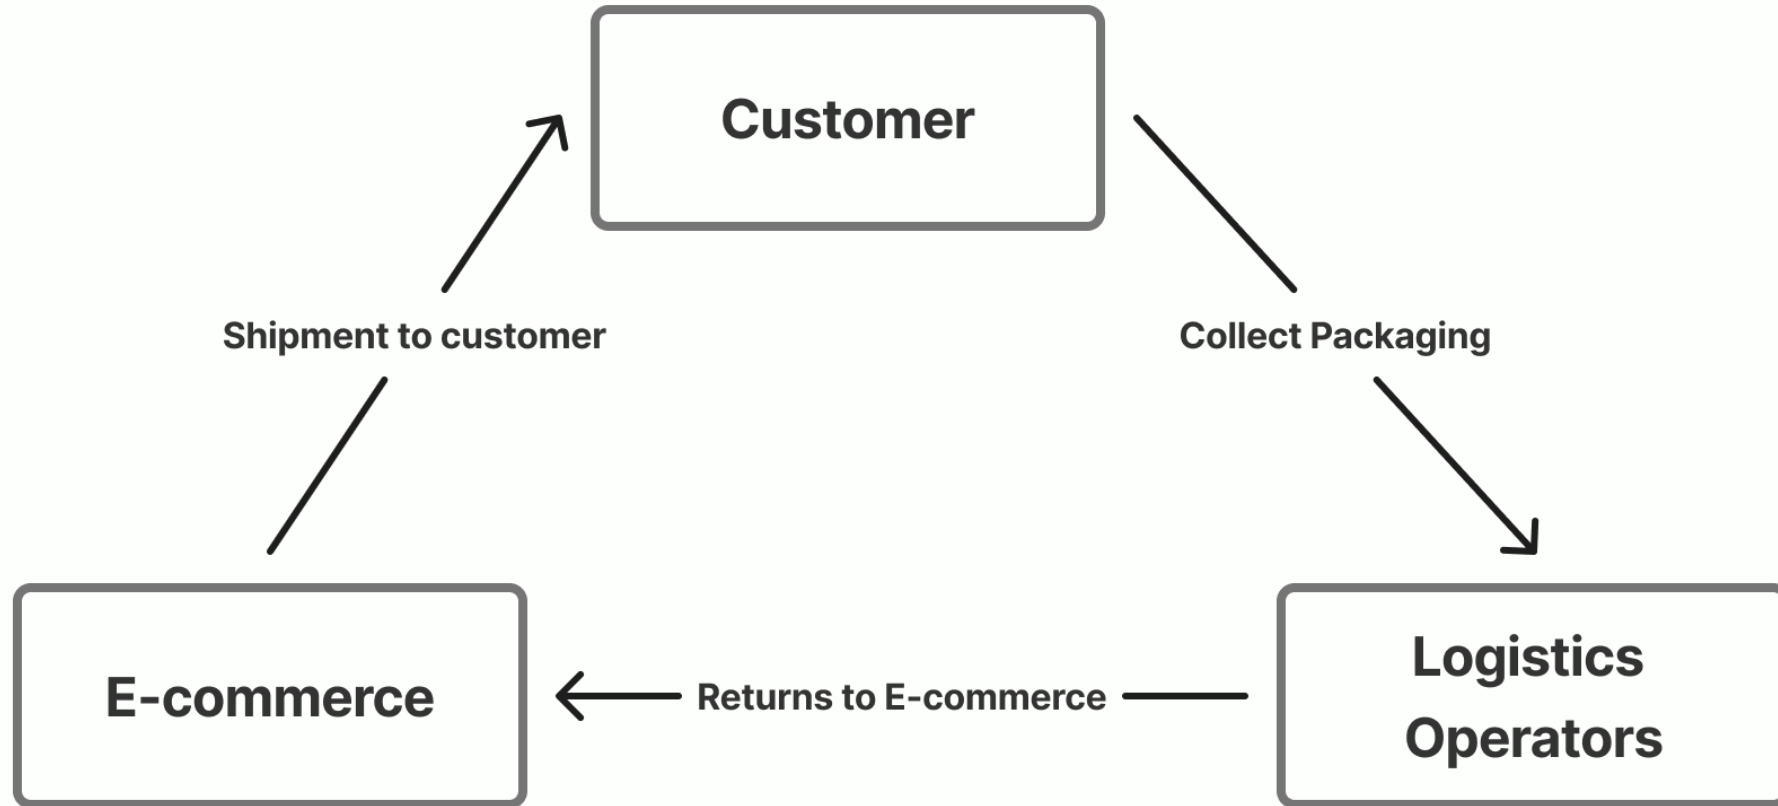 Customer
Shipment to customer
Collect Packaging
E-commerce
Returns to E-commerce
Logistics
Operators